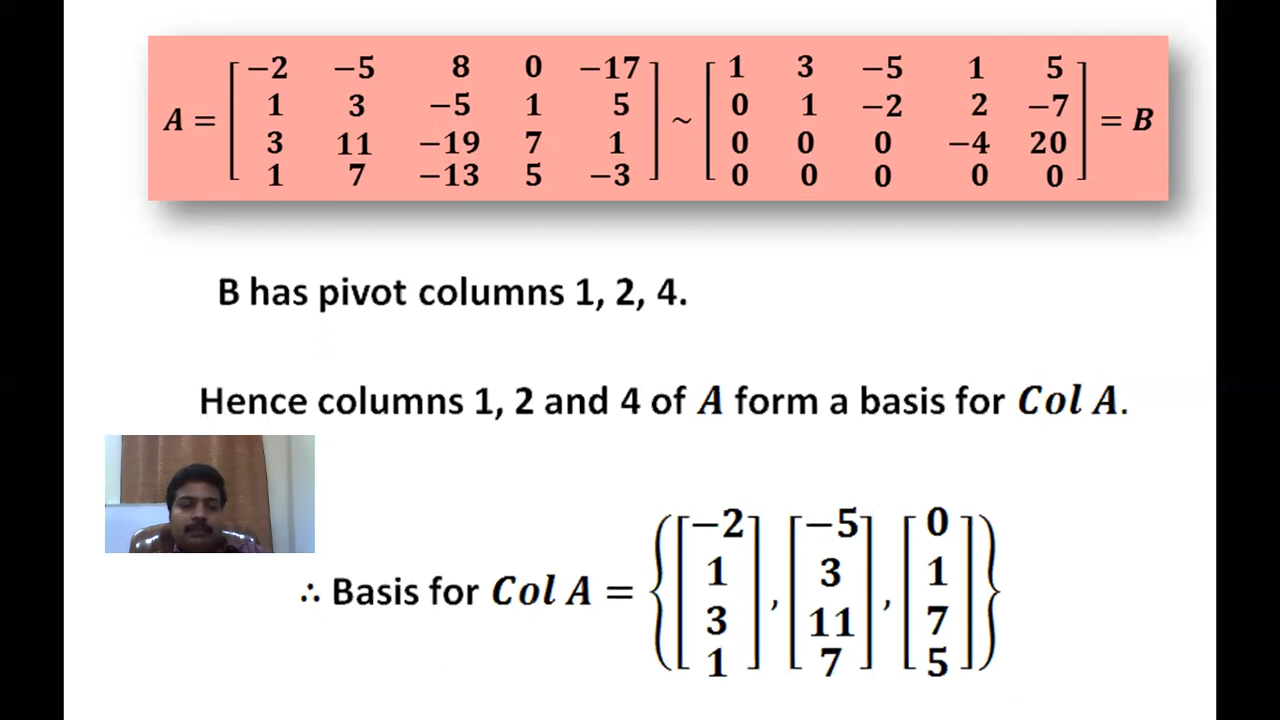 A = [−2 −5 8 0 −17; 1 3 −5 1 5; 3 11 −19 7 1; 1 7 −13 5 −3] ~ [1 3 −5 1 5; 0 1 −2 2 −7; 0 0 0 −4 20; 0 0 0 0 0] = B
B has pivot columns 1, 2, 4.
Hence columns 1, 2 and 4 of A form a basis for Col A.
∴ Basis for Col A = {[−2; 1; 3; 1], [−5; 3; 11; 7], [0; 1; 7; 5]}